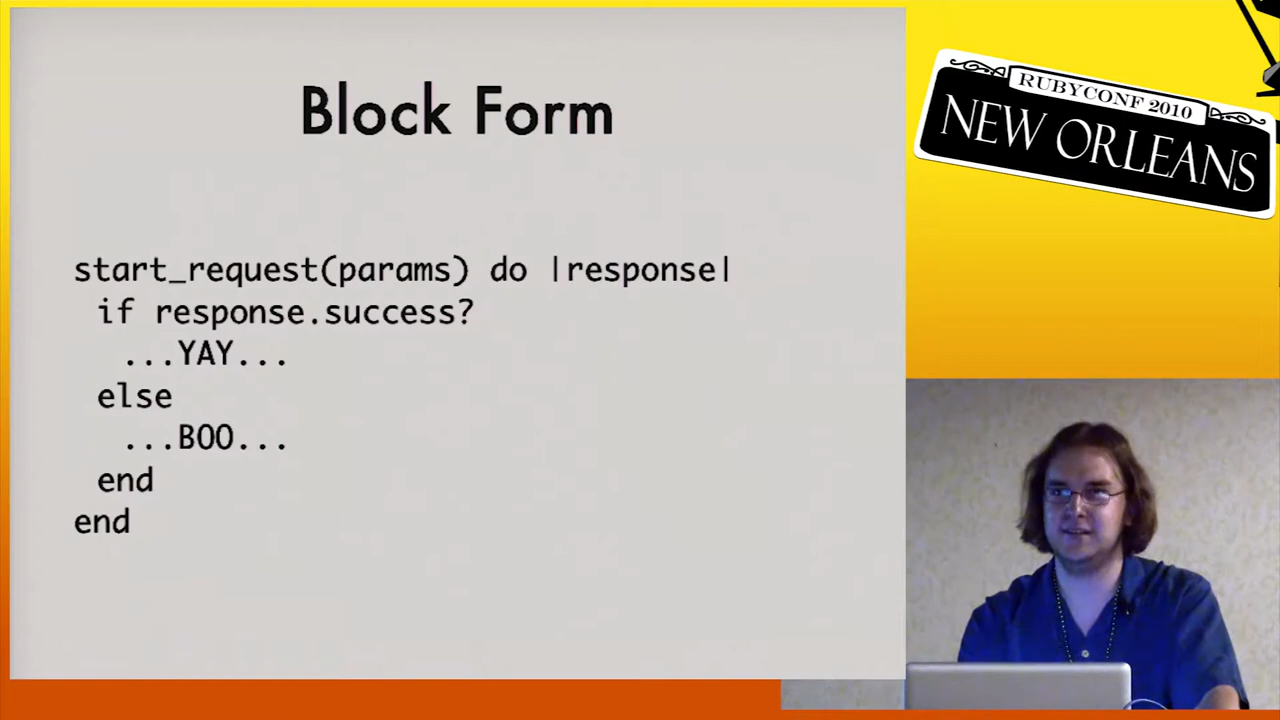 Block Form
start_request(params) do |response|
if response.success?
...YAY...
else
...BOO...
end
end
RUBYCONF 2010
NEW ORLEANS